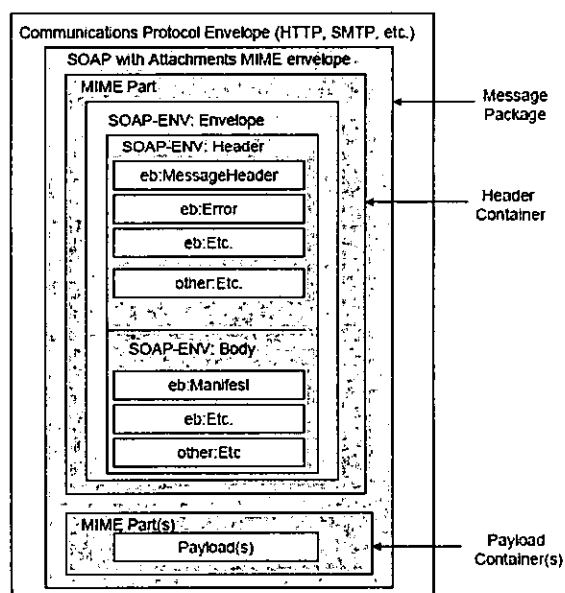 Communications Protocol Envelope (HTTP, SMTP, etc.)
SOAP with Attachments MIME envelope
MIME Part
Message
Package
SOAP-ENV: Envelope
SOAP-ENV: Header
eb:MessageHeader
Header
Container
eb:Error
eb:Etc.
other:Etc.
SOAP-ENV: Body
eb:Manifest
eb:Etc.
other:Etc
MIME Part(s)
Payload(s)
Payload
Container(s)